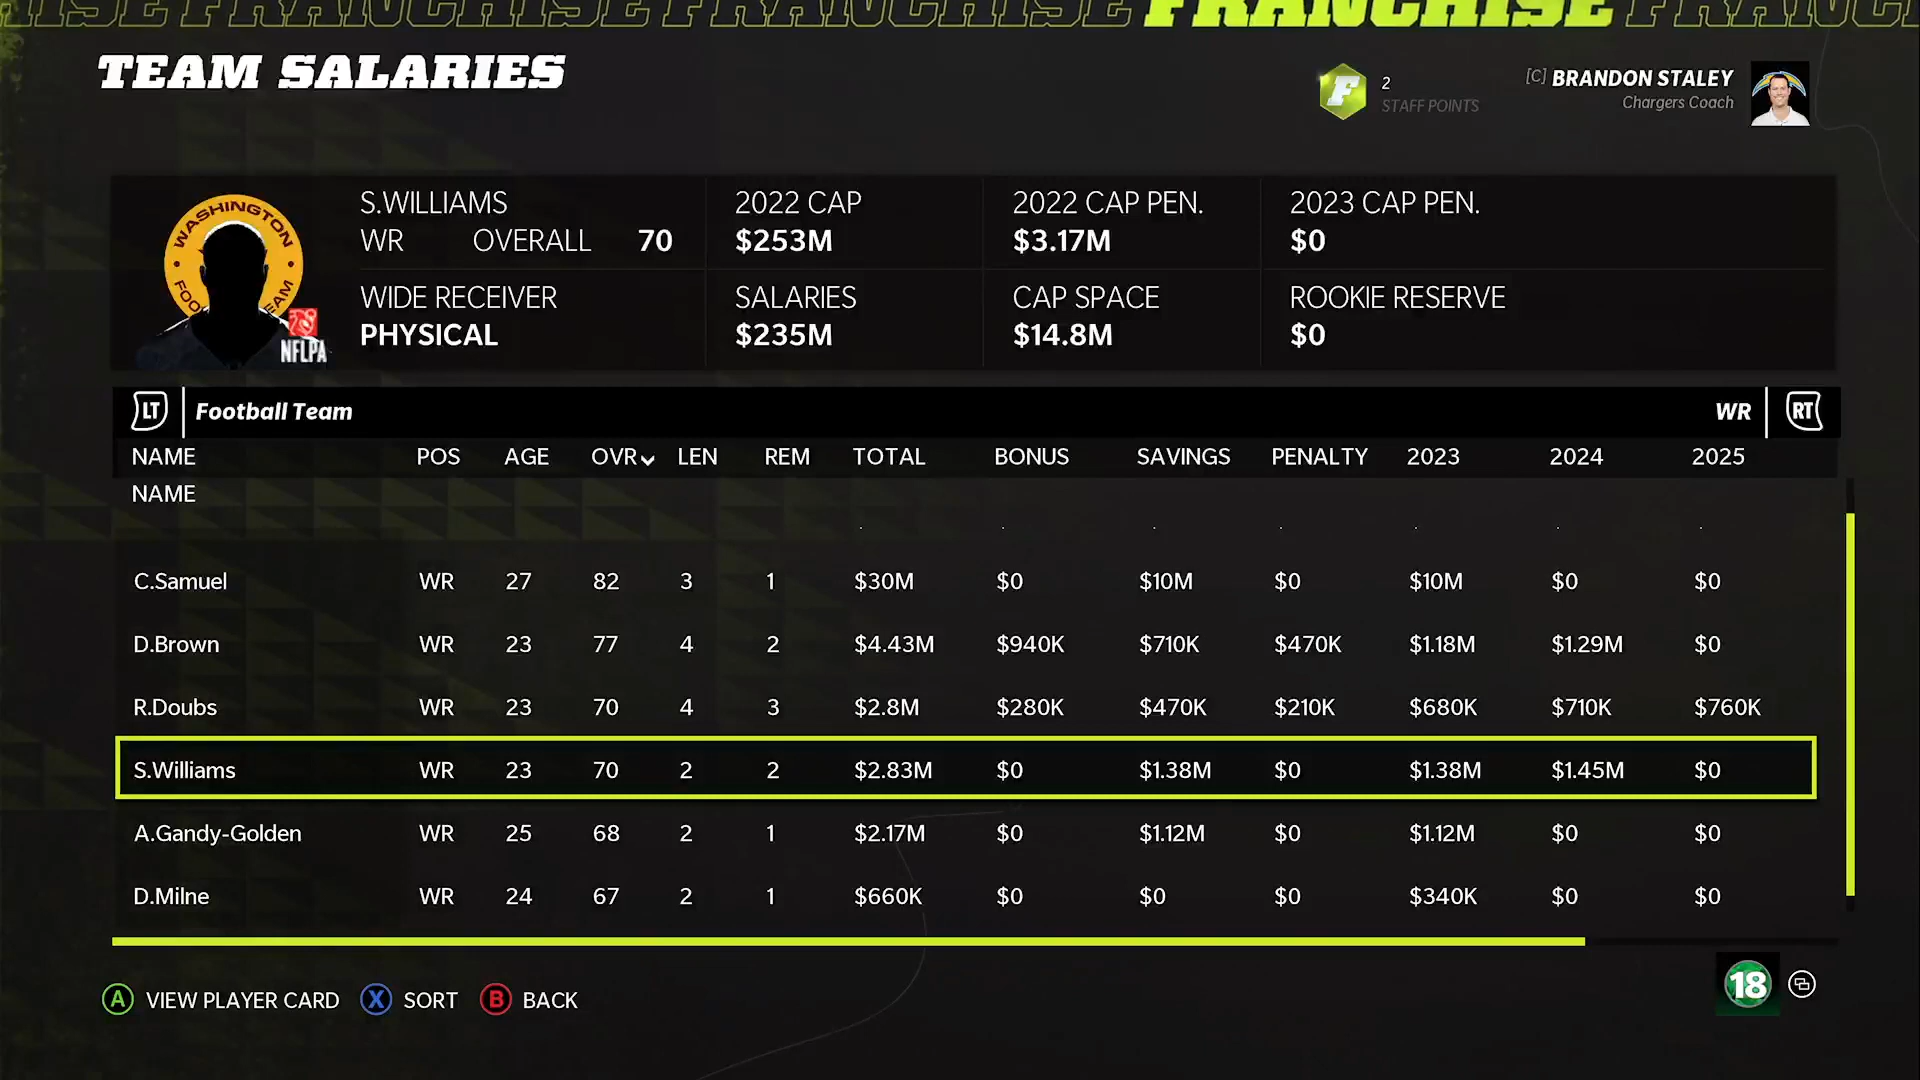 FRANCHISE FRANCHISE FRANCHISE FRANCHISE
TEAM SALARIES
2
STAFF POINTS
[C] BRANDON STALEY
Chargers Coach
WASHINGTON
NFLPA
S.WILLIAMS
WR OVERALL 70
WIDE RECEIVER
PHYSICAL
2022 CAP
$253M
SALARIES
$235M
2022 CAP PEN.
$3.17M
CAP SPACE
$14.8M
2023 CAP PEN.
$0
ROOKIE RESERVE
$0
LT Football Team WR RT
NAME POS AGE OVR LEN REM TOTAL BONUS SAVINGS PENALTY 2023 2024 2025
NAME
C.Samuel WR 27 82 3 1 $30M $0 $10M $0 $10M $0 $0
D.Brown WR 23 77 4 2 $4.43M $940K $710K $470K $1.18M $1.29M $0
R.Doubs WR 23 70 4 3 $2.8M $280K $470K $210K $680K $710K $760K
S.Williams WR 23 70 2 2 $2.83M $0 $1.38M $0 $1.38M $1.45M $0
A.Gandy-Golden WR 25 68 2 1 $2.17M $0 $1.12M $0 $1.12M $0 $0
D.Milne WR 24 67 2 1 $660K $0 $0 $0 $340K $0 $0
A VIEW PLAYER CARD X SORT B BACK
18